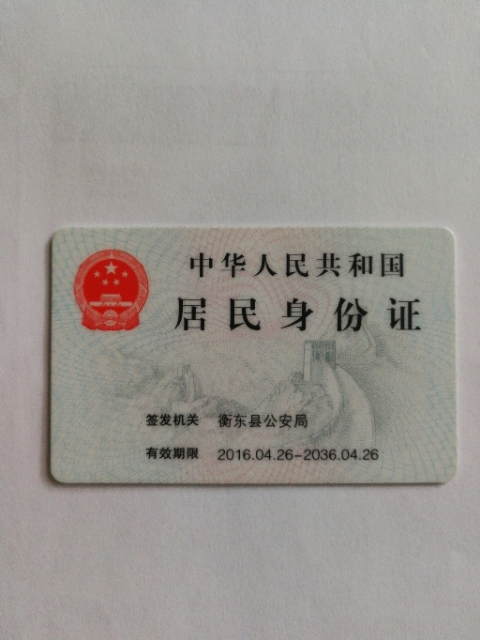 中华人民共和国
居民身份证
签发机关 衡东县公安局
有效期限 2016.04.26-2036.04.26